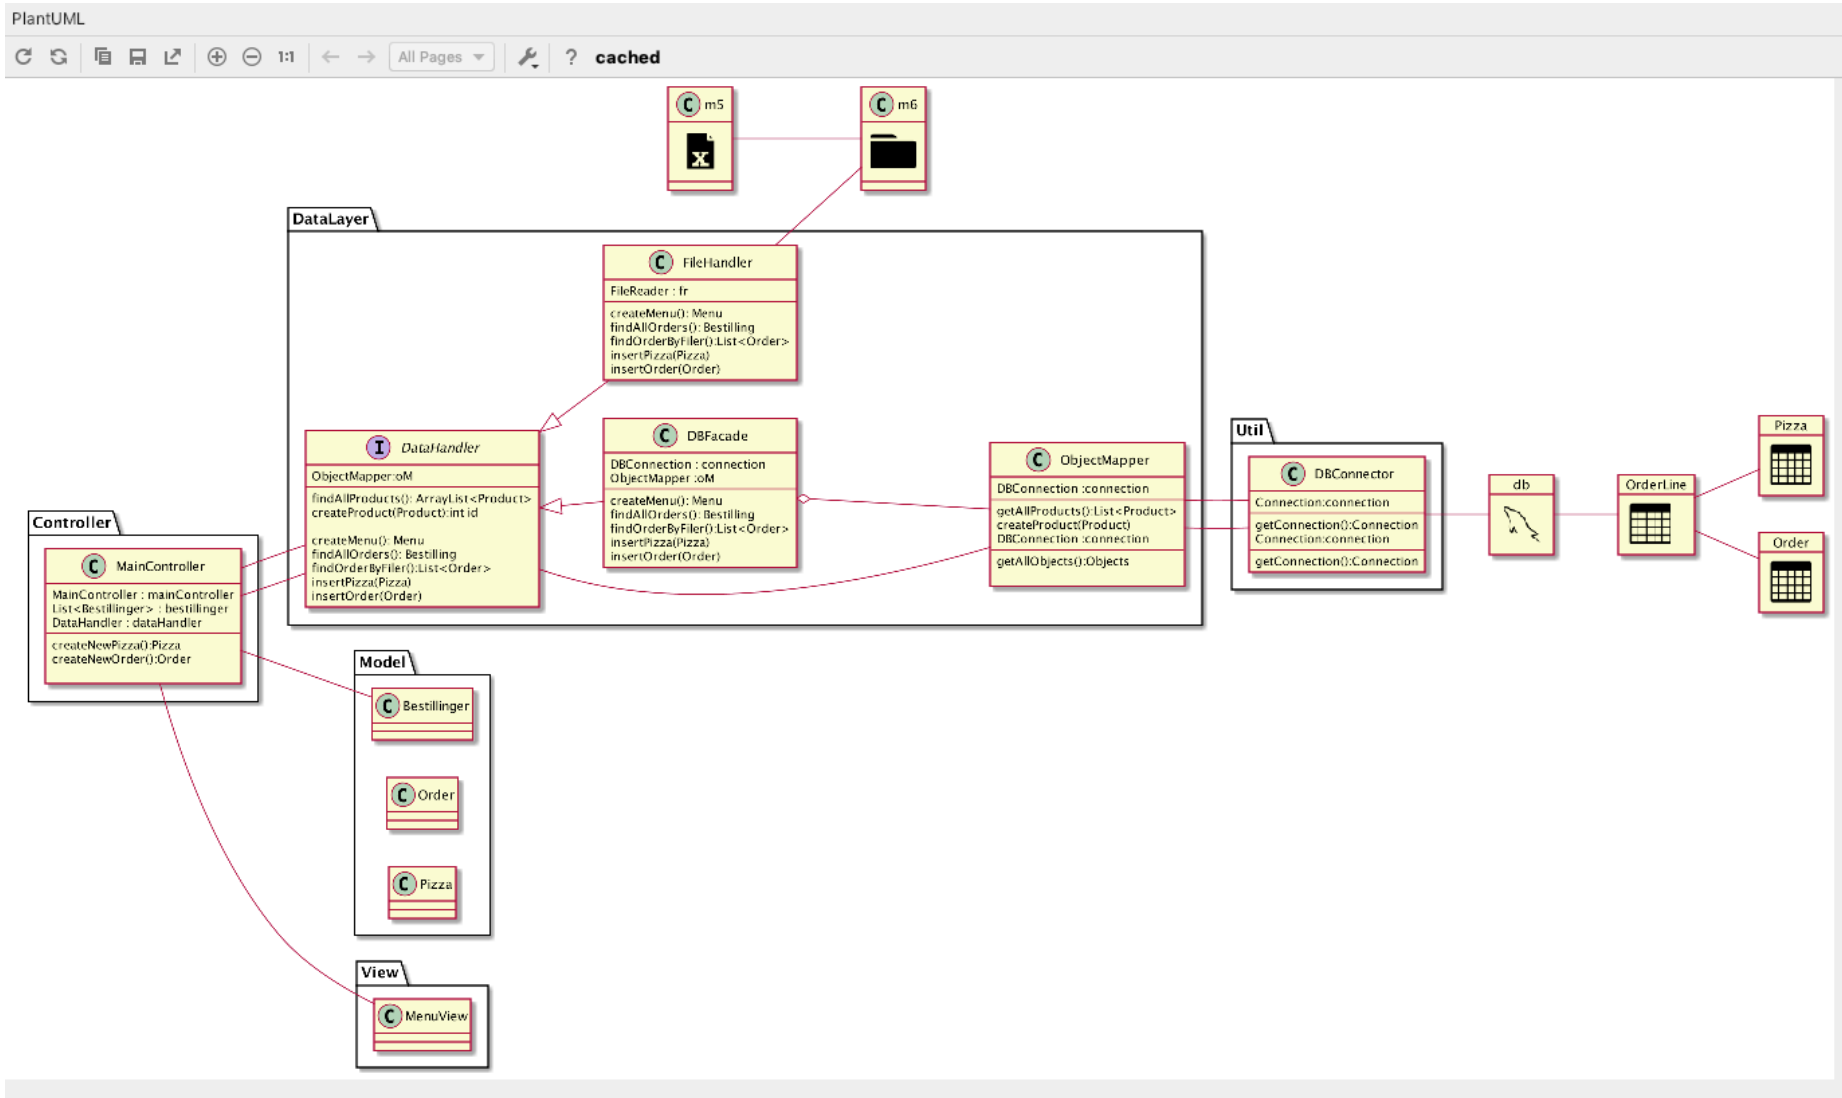 PlantUML
1:1
All Pages
?
cached
C m5
C m6
X
DataLayer
C FileHandler
FileReader : fr
createMenu(): Menu
findAllOrders(): Bestilling
findOrderByFiler():List<Order>
insertPizza(Pizza)
insertOrder(Order)
I DataHandler
ObjectMapper:oM
findAllProducts(): ArrayList<Product>
createProduct(Product):int id
createMenu(): Menu
findAllOrders(): Bestilling
findOrderByFiler():List<Order>
insertPizza(Pizza)
insertOrder(Order)
C DBFacade
DBConnection : connection
ObjectMapper :oM
createMenu(): Menu
findAllOrders(): Bestilling
findOrderByFiler():List<Order>
insertPizza(Pizza)
insertOrder(Order)
C ObjectMapper
DBConnection :connection
getAllProducts():List<Product>
createProduct(Product)
DBConnection :connection
getAllObjects():Objects
Util
C DBConnector
Connection:connection
getConnection():Connection
Connection:connection
getConnection():Connection
db
OrderLine
Pizza
Order
Controller
C MainController
MainController : mainController
List<Bestillinger> : bestillinger
DataHandler : dataHandler
createNewPizza():Pizza
createNewOrder():Order
Model
C Bestillinger
C Order
C Pizza
View
C MenuView